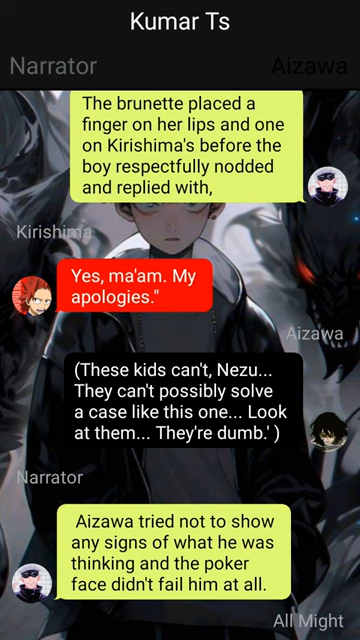 Kumar Ts
Narrator
Aizawa
The brunette placed a
finger on her lips and one
on Kirishima's before the
boy respectfully nodded
and replied with,
Kirishima
Yes, ma'am. My
apologies."
Aizawa
(These kids can't, Nezu...
They can't possibly solve
a case like this one... Look
at them... They're dumb.' )
Narrator
Aizawa tried not to show
any signs of what he was
thinking and the poker
face didn't fail him at all.
All Might